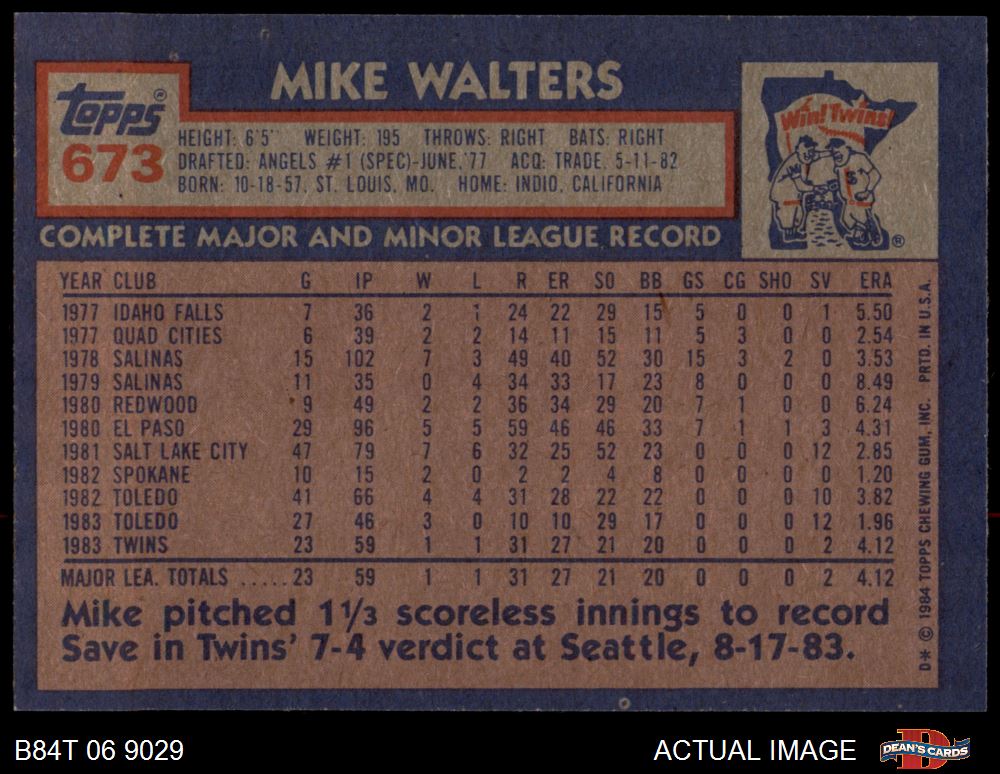 MIKE WALTERS
TOPPS ®
673
HEIGHT: 6'5" WEIGHT: 195 THROWS: RIGHT BATS: RIGHT
DRAFTED: ANGELS #1 (SPEC)-JUNE,'77 ACQ: TRADE, 5-11-82
BORN: 10-18-57, ST. LOUIS, MO. HOME: INDIO, CALIFORNIA
Win! Twins!
®
COMPLETE MAJOR AND MINOR LEAGUE RECORD
YEAR CLUB G IP W L R ER SO BB GS CG SHO SV ERA
1977 IDAHO FALLS 7 36 2 1 24 22 29 15 5 0 0 1 5.50
1977 QUAD CITIES 6 39 2 2 14 11 15 11 5 3 0 0 2.54
1978 SALINAS 15 102 7 3 49 40 52 30 15 3 2 0 3.53
1979 SALINAS 11 35 0 4 34 33 17 23 8 0 0 0 8.49
1980 REDWOOD 9 49 2 2 36 34 29 20 7 1 0 0 6.24
1980 EL PASO 29 96 5 5 59 46 46 33 7 1 1 3 4.31
1981 SALT LAKE CITY 47 79 7 6 32 25 52 23 0 0 0 12 2.85
1982 SPOKANE 10 15 2 0 2 2 4 8 0 0 0 0 1.20
1982 TOLEDO 41 66 4 4 31 28 22 22 0 0 0 10 3.82
1983 TOLEDO 27 46 3 0 10 10 29 17 0 0 0 12 1.96
1983 TWINS 23 59 1 1 31 27 21 20 0 0 0 2 4.12
MAJOR LEA. TOTALS .....23 59 1 1 31 27 21 20 0 0 0 2 4.12
Mike pitched 1⅓ scoreless innings to record
Save in Twins' 7-4 verdict at Seattle, 8-17-83.
D* © 1984 TOPPS CHEWING GUM, INC. PRTD. IN U.S.A.
B84T 06 9029
ACTUAL IMAGE
DEAN'S CARDS